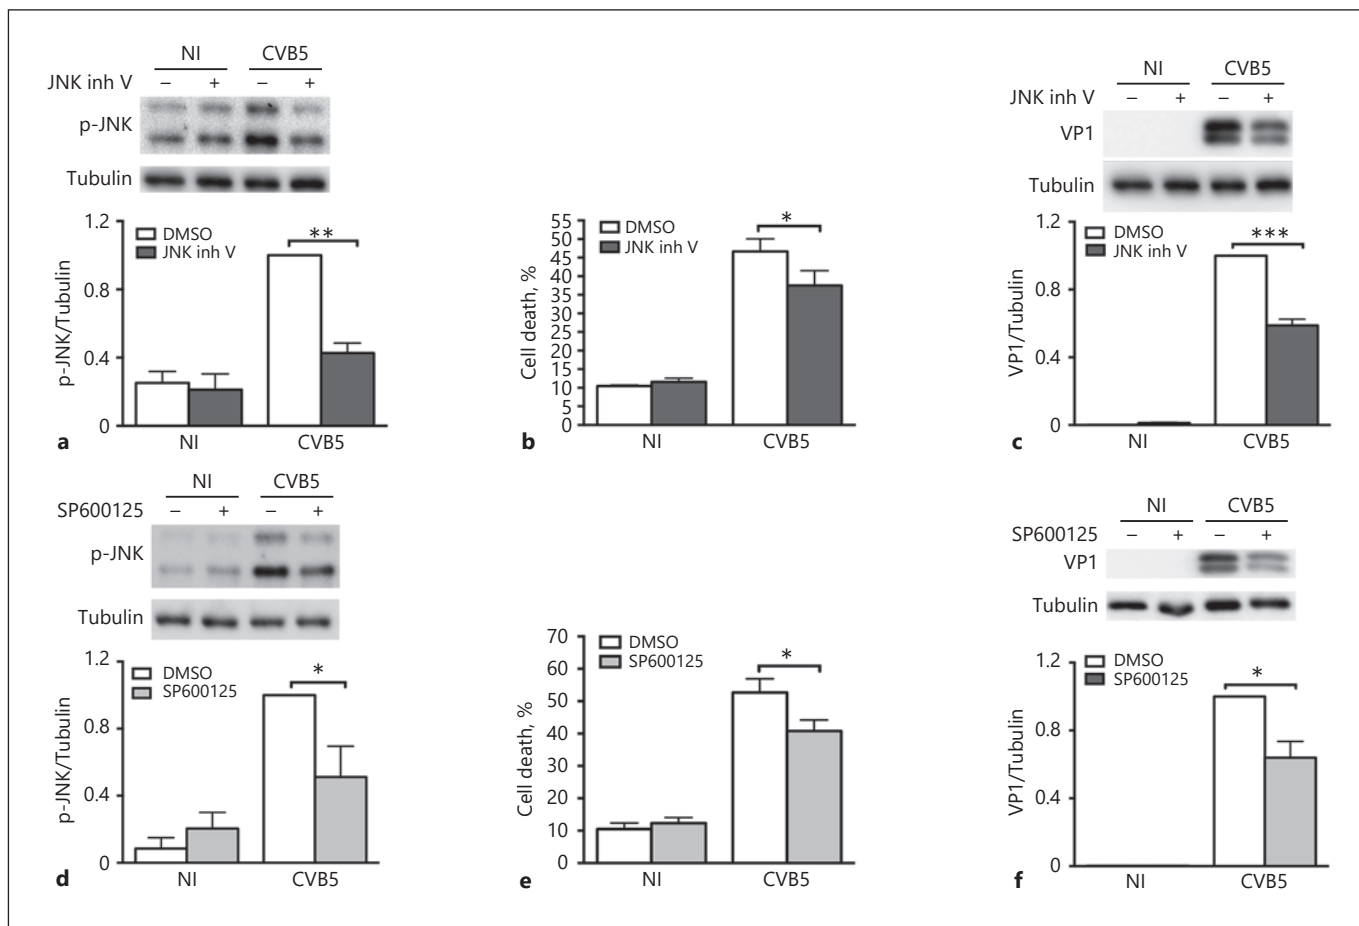 NI CVB5
JNK inh V – + – +
p-JNK
Tubulin
1.2
0.8
0.4
0
p-JNK/Tubulin
DMSO
JNK inh V
**
NI CVB5
a
55
50
45
40
35
30
25
20
15
10
5
0
Cell death, %
DMSO
JNK inh V
*
NI CVB5
b
NI CVB5
JNK inh V – + – +
VP1
Tubulin
1.2
0.8
0.4
0
VP1/Tubulin
DMSO
JNK inh V
***
NI CVB5
c
NI CVB5
SP600125 – + – +
p-JNK
Tubulin
1.2
0.8
0.4
0
p-JNK/Tubulin
DMSO
SP600125
*
NI CVB5
d
70
60
50
40
30
20
10
0
Cell death, %
DMSO
SP600125
*
NI CVB5
e
NI CVB5
SP600125 – + – +
VP1
Tubulin
1.2
0.8
0.4
0
VP1/Tubulin
DMSO
SP600125
*
NI CVB5
f